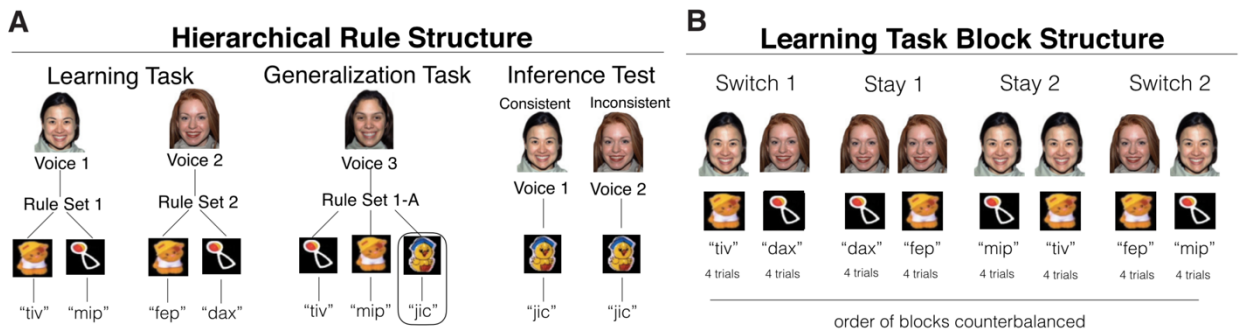 A
Hierarchical Rule Structure
Learning Task
Generalization Task
Inference Test
Consistent
Inconsistent
Voice 1
Voice 2
Voice 3
Voice 1
Voice 2
Rule Set 1
Rule Set 2
Rule Set 1-A
“tiv”
“mip”
“fep”
“dax”
“tiv”
“mip”
“jic”
“jic”
“jic”
B
Learning Task Block Structure
Switch 1
Stay 1
Stay 2
Switch 2
“tiv”
“dax”
“dax”
“fep”
“mip”
“tiv”
“fep”
“mip”
4 trials
4 trials
4 trials
4 trials
4 trials
4 trials
4 trials
4 trials
order of blocks counterbalanced